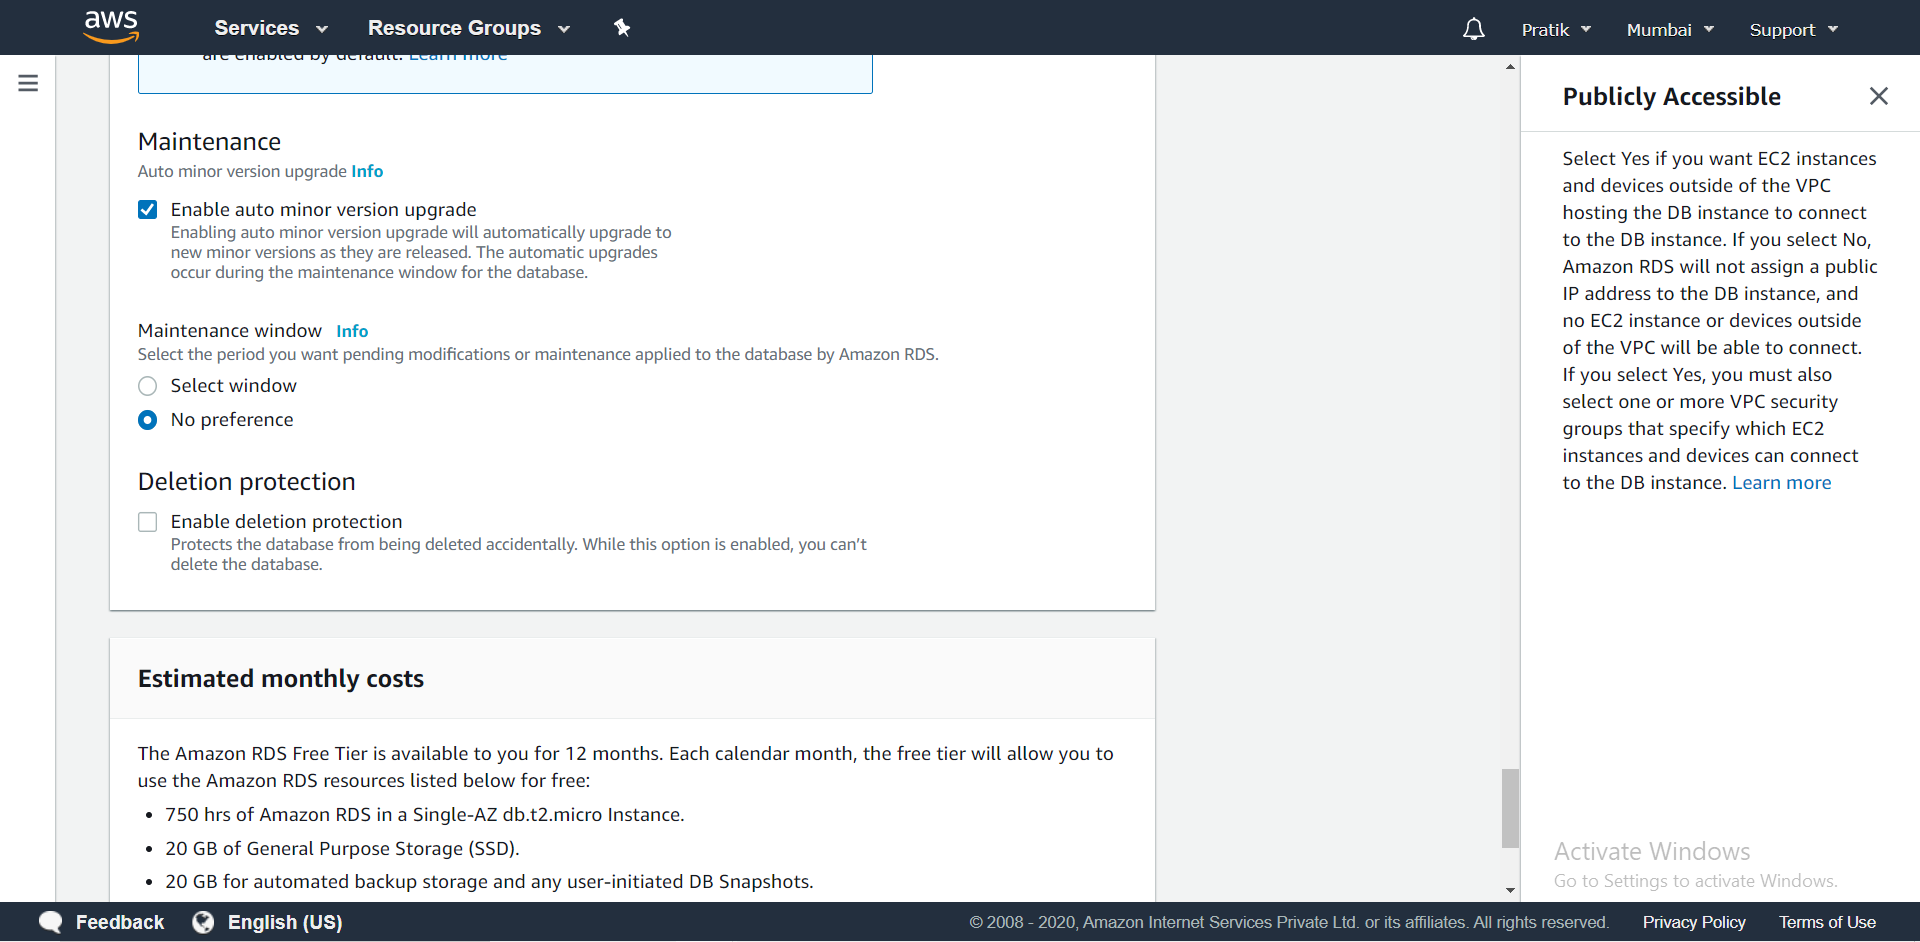 aws
Services
Resource Groups
Pratik
Mumbai
Support
are enabled by default. Learn more
Maintenance
Auto minor version upgrade Info
Enable auto minor version upgrade
Enabling auto minor version upgrade will automatically upgrade to
new minor versions as they are released. The automatic upgrades
occur during the maintenance window for the database.
Maintenance window Info
Select the period you want pending modifications or maintenance applied to the database by Amazon RDS.
Select window
No preference
Deletion protection
Enable deletion protection
Protects the database from being deleted accidentally. While this option is enabled, you can’t
delete the database.
Estimated monthly costs
The Amazon RDS Free Tier is available to you for 12 months. Each calendar month, the free tier will allow you to
use the Amazon RDS resources listed below for free:
• 750 hrs of Amazon RDS in a Single-AZ db.t2.micro Instance.
• 20 GB of General Purpose Storage (SSD).
• 20 GB for automated backup storage and any user-initiated DB Snapshots.
Publicly Accessible
Select Yes if you want EC2 instances
and devices outside of the VPC
hosting the DB instance to connect
to the DB instance. If you select No,
Amazon RDS will not assign a public
IP address to the DB instance, and
no EC2 instance or devices outside
of the VPC will be able to connect.
If you select Yes, you must also
select one or more VPC security
groups that specify which EC2
instances and devices can connect
to the DB instance. Learn more
Activate Windows
Go to Settings to activate Windows.
Feedback
English (US)
© 2008 - 2020, Amazon Internet Services Private Ltd. or its affiliates. All rights reserved.
Privacy Policy
Terms of Use